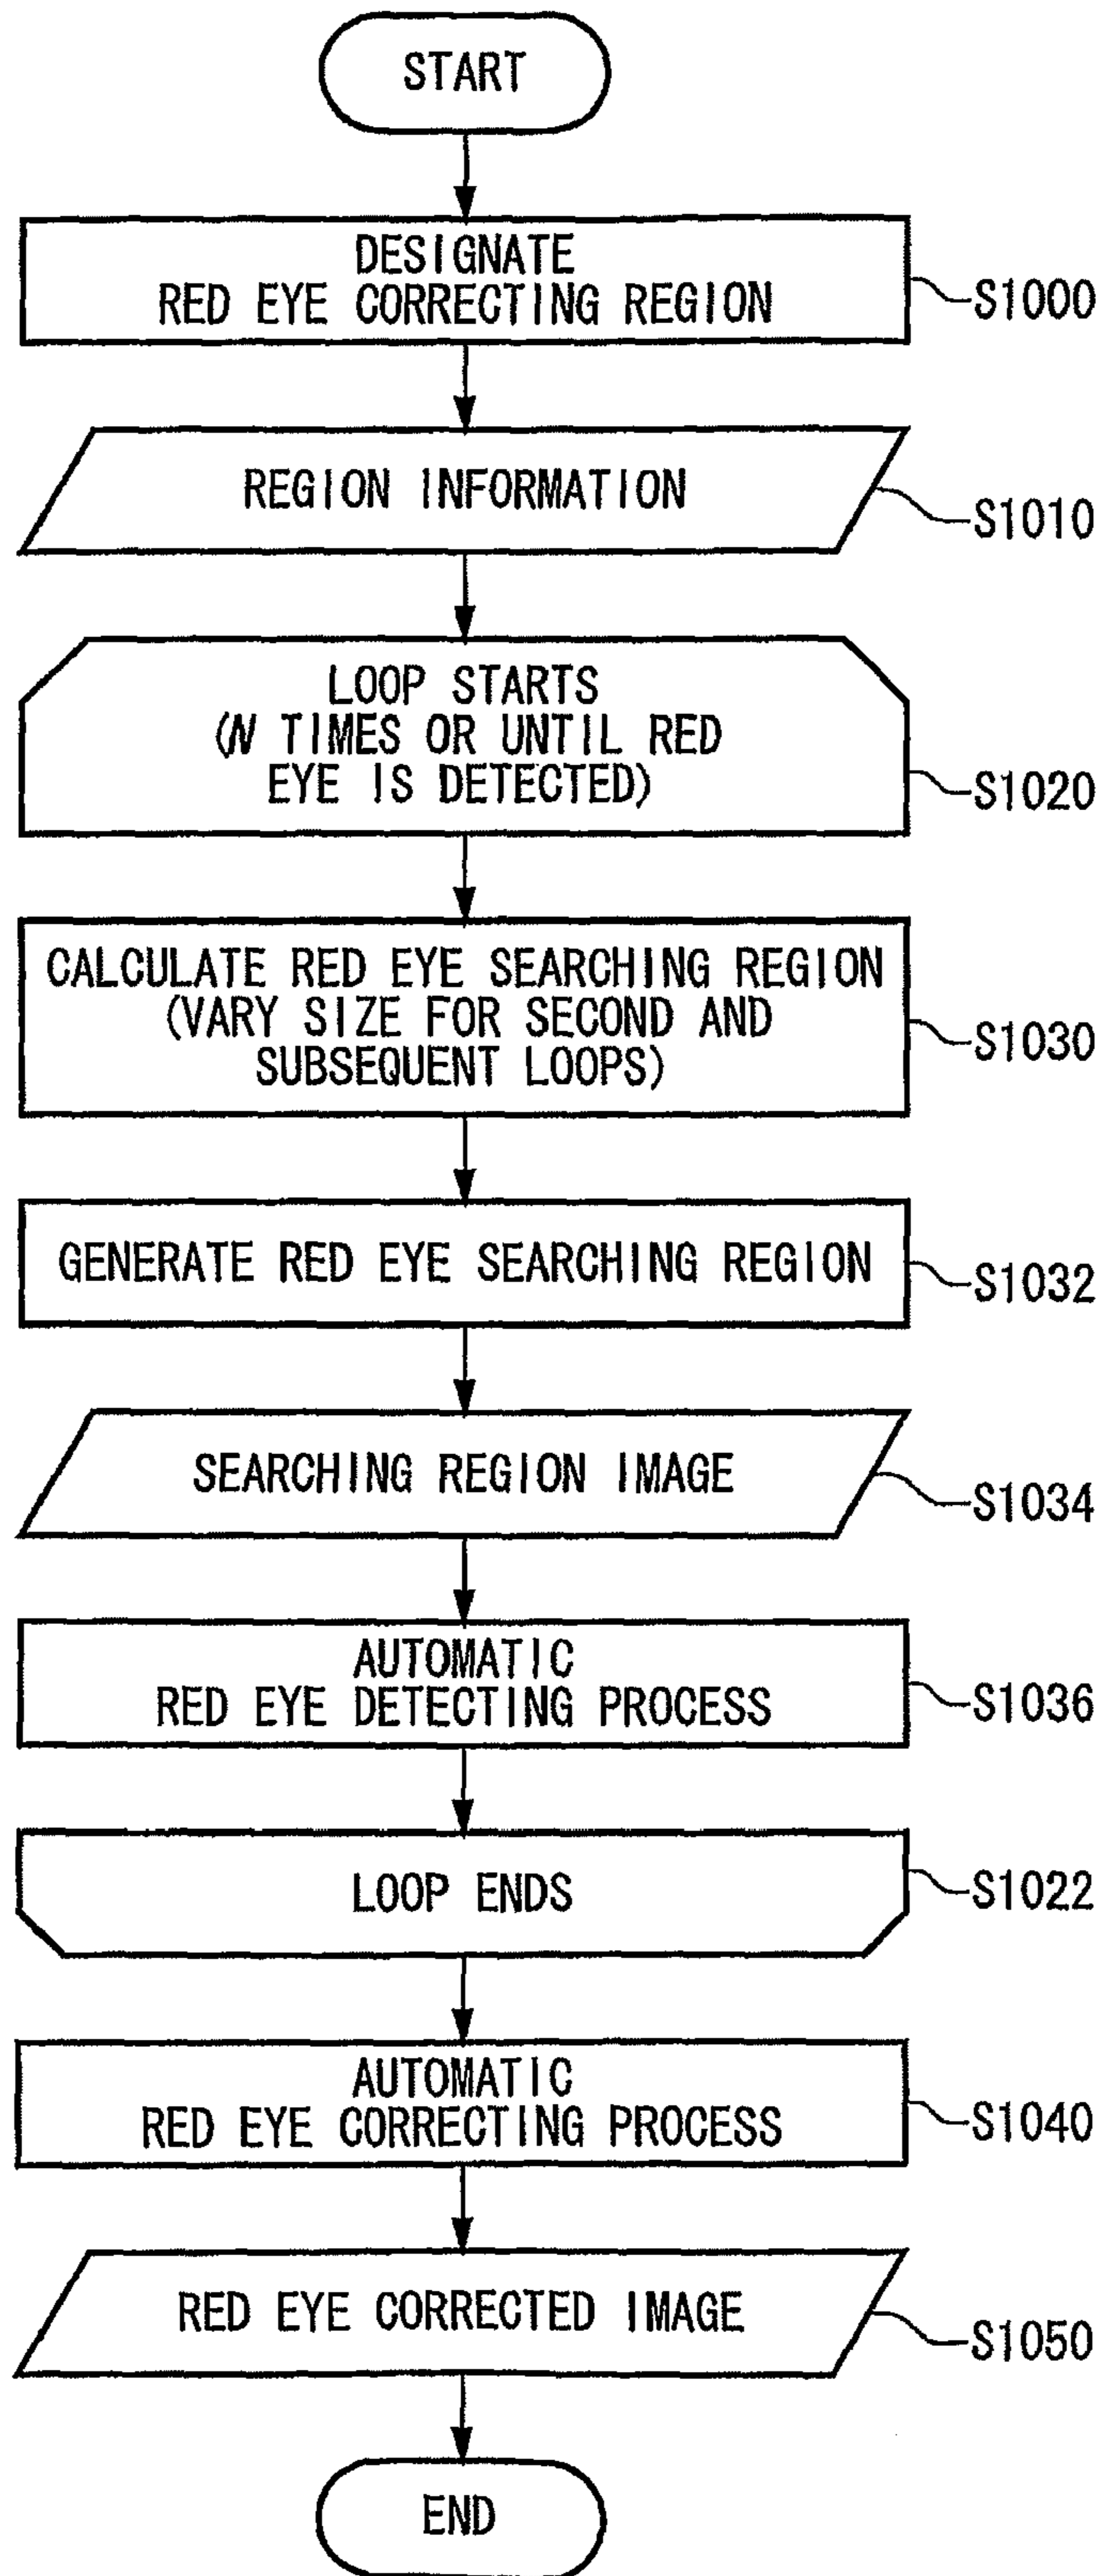 START
DESIGNATE
RED EYE CORRECTING REGION
S1000
REGION INFORMATION
S1010
LOOP STARTS
(N TIMES OR UNTIL RED
EYE IS DETECTED)
S1020
CALCULATE RED EYE SEARCHING REGION
(VARY SIZE FOR SECOND AND
SUBSEQUENT LOOPS)
S1030
GENERATE RED EYE SEARCHING REGION
S1032
SEARCHING REGION IMAGE
S1034
AUTOMATIC
RED EYE DETECTING PROCESS
S1036
LOOP ENDS
S1022
AUTOMATIC
RED EYE CORRECTING PROCESS
S1040
RED EYE CORRECTED IMAGE
S1050
END